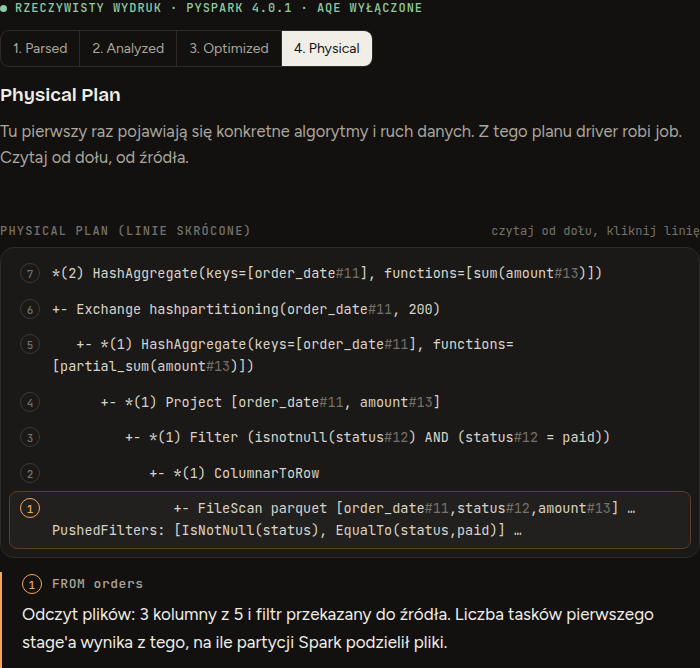 RZECZYWISTY WYDRUK · PYSPARK 4.0.1 · AQE WYŁĄCZONE
1. Parsed 2. Analyzed 3. Optimized 4. Physical
Physical Plan
Tu pierwszy raz pojawiają się konkretne algorytmy i ruch danych. Z tego planu driver robi job.
Czytaj od dołu, od źródła.
PHYSICAL PLAN (LINIE SKRÓCONE) czytaj od dołu, kliknij linię
7 *(2) HashAggregate(keys=[order_date#11], functions=[sum(amount#13)])
6 +- Exchange hashpartitioning(order_date#11, 200)
5 +- *(1) HashAggregate(keys=[order_date#11], functions=
[partial_sum(amount#13)])
4 +- *(1) Project [order_date#11, amount#13]
3 +- *(1) Filter (isnotnull(status#12) AND (status#12 = paid))
2 +- *(1) ColumnarToRow
1 +- FileScan parquet [order_date#11,status#12,amount#13] …
PushedFilters: [IsNotNull(status), EqualTo(status,paid)] …
1 FROM orders
Odczyt plików: 3 kolumny z 5 i filtr przekazany do źródła. Liczba tasków pierwszego
stage'a wynika z tego, na ile partycji Spark podzielił pliki.